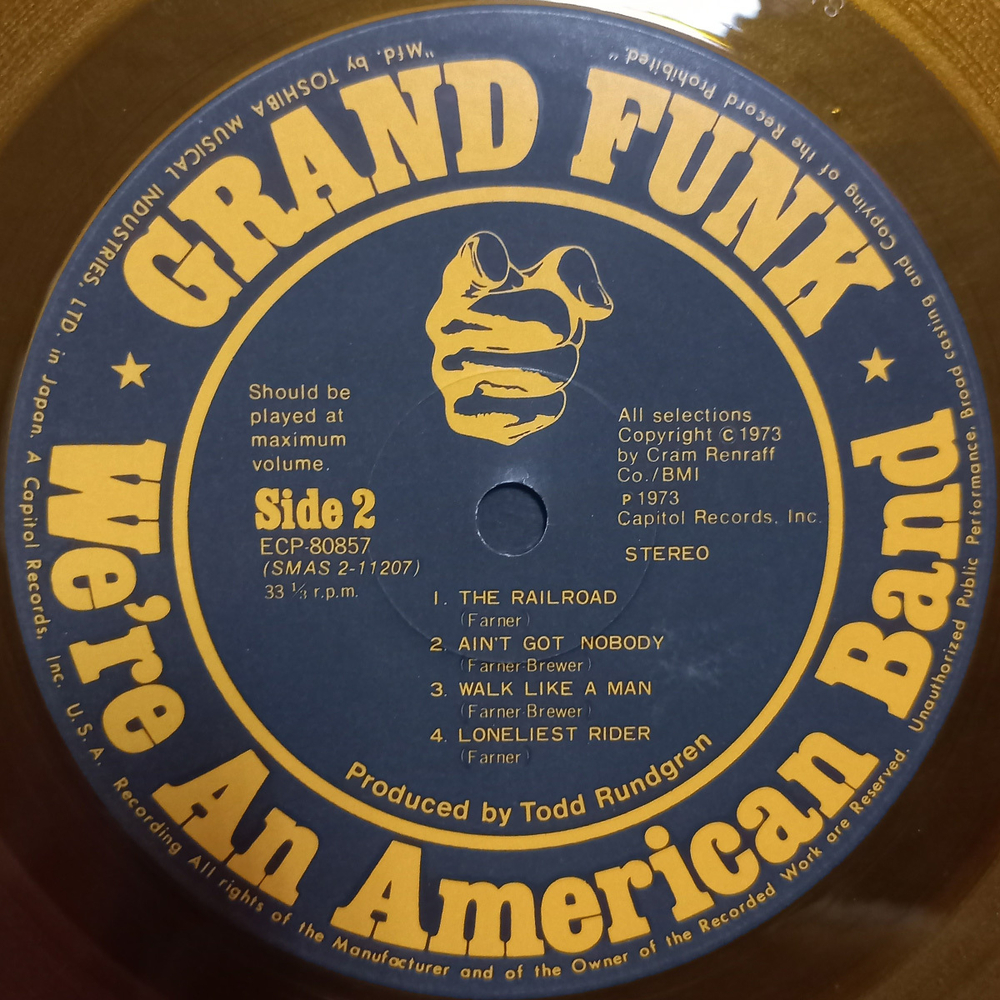 GRAND FUNK
We're An American Band
Should be
played at
maximum
volume.
Side 2
ECP-80857
(SMAS 2-11207)
33 ⅓ r.p.m.
All selections
Copyright ©1973
by Cram Renraff
Co./BMI
P 1973
Capitol Records, Inc.
STEREO
1. THE RAILROAD
(Farner)
2. AIN'T GOT NOBODY
(Farner-Brewer)
3. WALK LIKE A MAN
(Farner-Brewer)
4. LONELIEST RIDER
(Farner)
Produced by Todd Rundgren
"Mfd. by TOSHIBA MUSICAL INDUSTRIES, LTD. in Japan. A Capitol Records, Inc. U.S.A. Recording All rights of the Manufacturer and of the Owner of the Recorded Work are Reserved. Unauthorized Public Performance, Broad casting and Copying of the Record Prohibited."